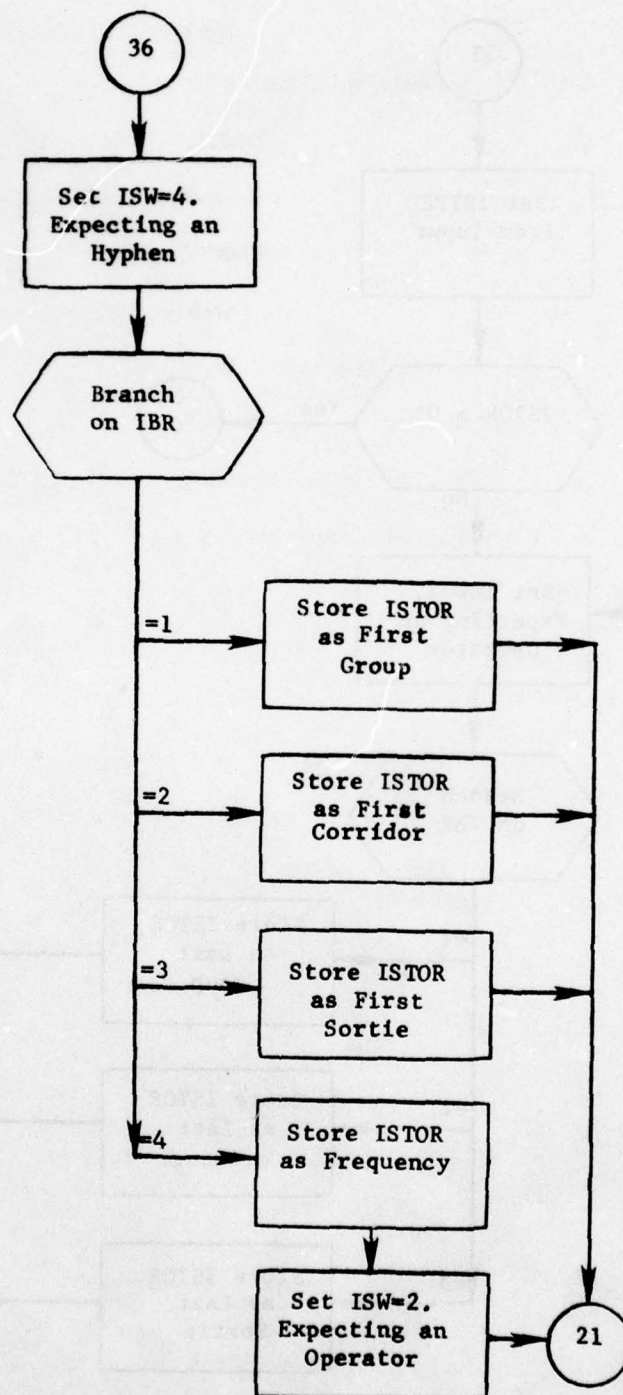 36
Set ISW=4.
Expecting an
Hyphen
Branch
on IBR
=1
Store ISTOR
as First
Group
=2
Store ISTOR
as First
Corridor
=3
Store ISTOR
as First
Sortie
=4
Store ISTOR
as Frequency
Set ISW=2.
Expecting an
Operator
21